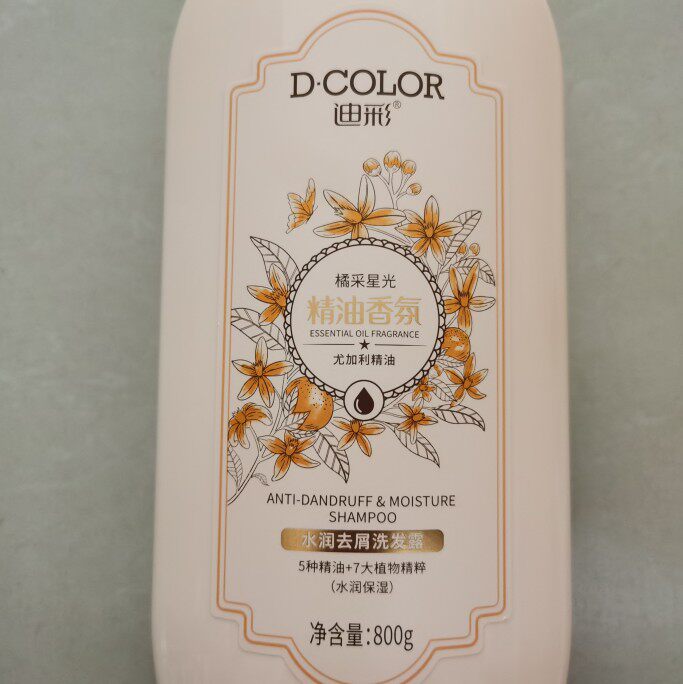 D·COLOR
迪彩®
橘采星光
精油香氛
ESSENTIAL OIL FRAGRANCE
尤加利精油
ANTI-DANDRUFF & MOISTURE
SHAMPOO
水润去屑洗发露
5种精油+7大植物精粹
（水润保湿）
净含量:800g